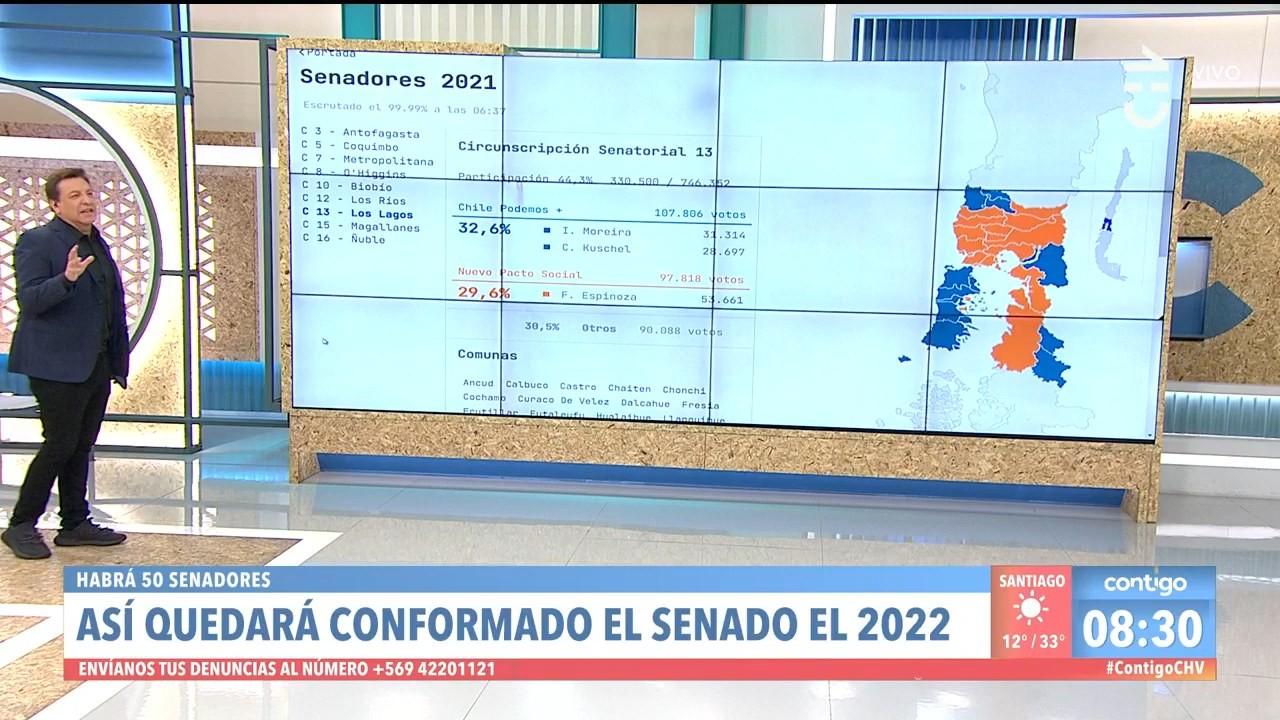 < Portada
Senadores 2021
Escrutado el 99.99% a las 06:37
C 3 - Antofagasta
C 5 - Coquimbo
C 7 - Metropolitana
C 8 - O'Higgins
C 10 - Biobío
C 12 - Los Ríos
C 13 - Los Lagos
C 15 - Magallanes
C 16 - Ñuble
Circunscripción Senatorial 13
Participación 44,3% 330.500 / 746.352
Chile Podemos + 107.806 votos
32,6% I. Moreira 31.314
C. Kuschel 28.697
Nuevo Pacto Social 97.818 votos
29,6% F. Espinoza 53.661
30,5% Otros 90.088 votos
Comunas
Ancud Calbuco Castro Chaiten Chonchi
Cochamo Curaco De Velez Dalcahue Fresia
Frutillar Futaleufu Hualaihue Llanquihue
CHV
VIVO
HABRÁ 50 SENADORES
ASÍ QUEDARÁ CONFORMADO EL SENADO EL 2022
ENVÍANOS TUS DENUNCIAS AL NÚMERO +569 42201121
SANTIAGO
12° / 33°
contigo
08:30
#ContigoCHV